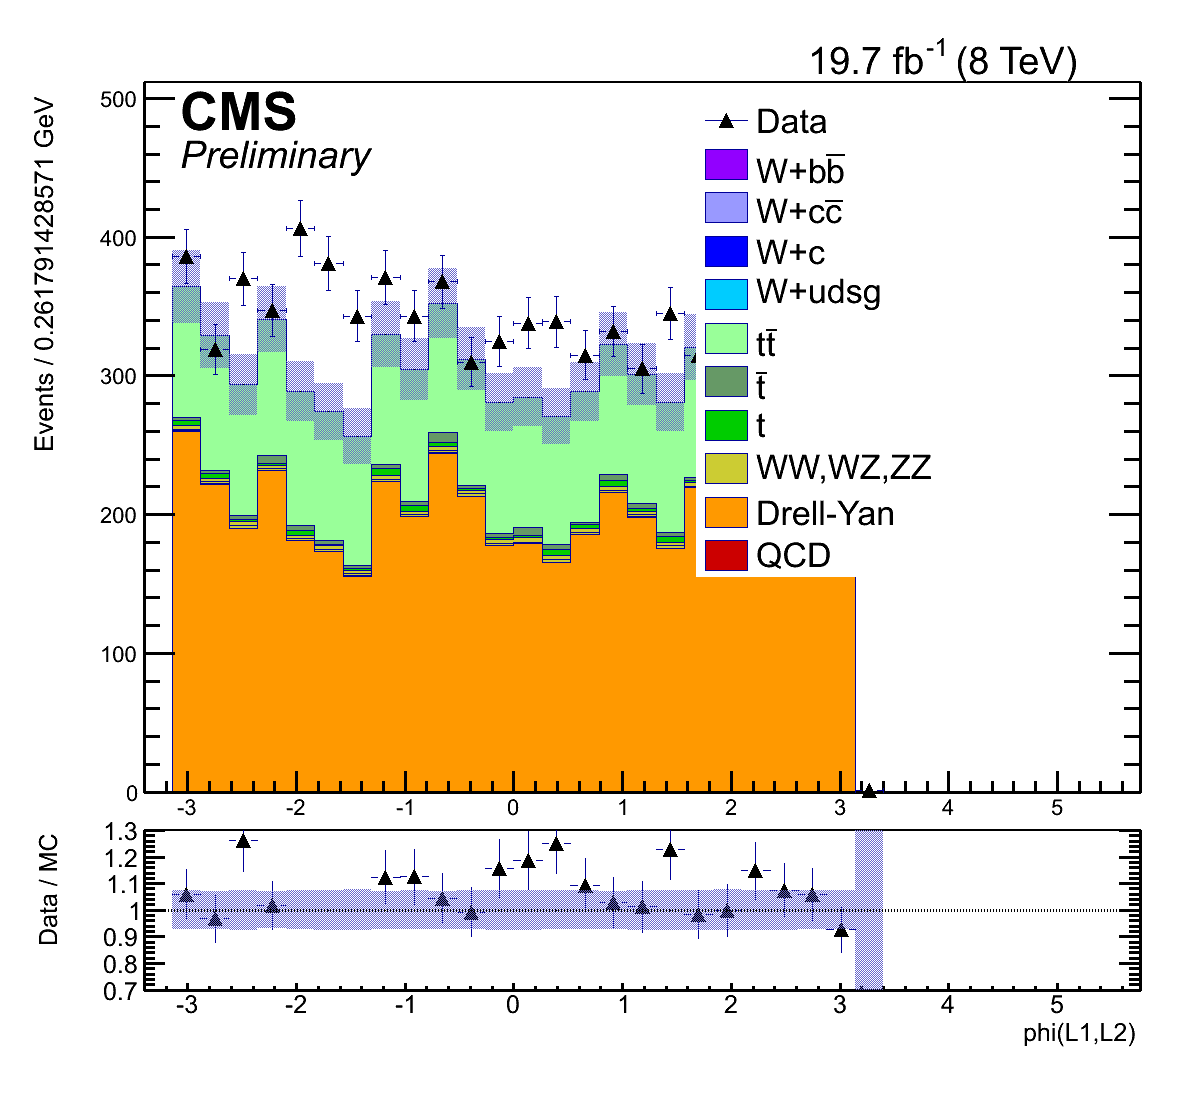 19.7 fb⁻¹ (8 TeV)
Events / 0.261791428571 GeV
500
400
300
200
100
0
CMS
Preliminary
Data
W+bb̅
W+cc̅
W+c
W+udsg
tt̅
t̅
t
WW,WZ,ZZ
Drell-Yan
QCD
-3 -2 -1 0 1 2 3 4 5
Data / MC
1.3
1.2
1.1
1
0.9
0.8
0.7
-3 -2 -1 0 1 2 3 4 5
phi(L1,L2)